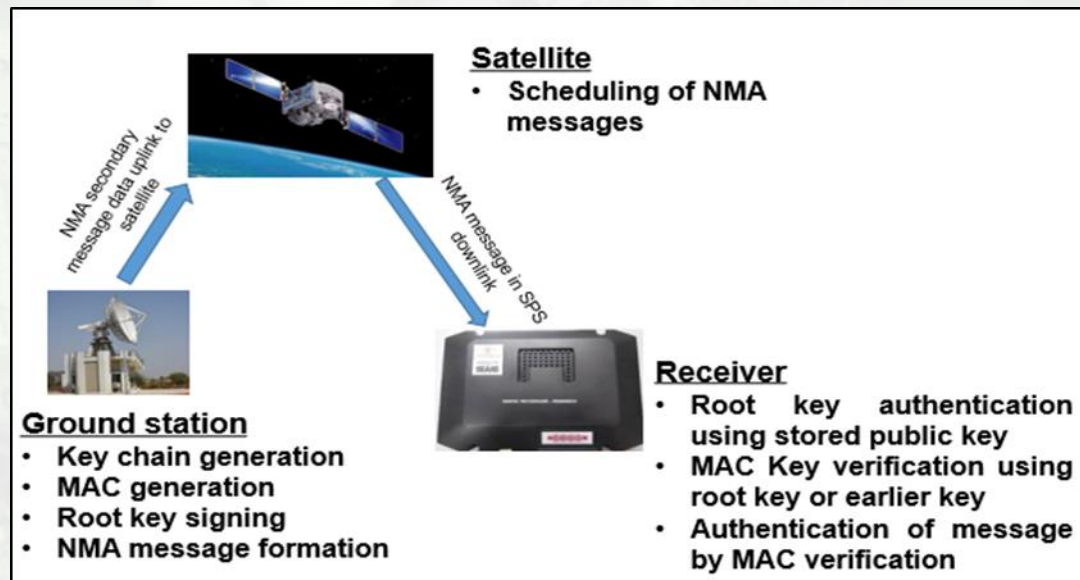 Satellite
• Scheduling of NMA
messages
NMA secondary
message data uplink to
satellite
NMA message in SPS
downlink
Ground station
• Key chain generation
• MAC generation
• Root key signing
• NMA message formation
Receiver
• Root key authentication
using stored public key
• MAC Key verification using
root key or earlier key
• Authentication of message
by MAC verification